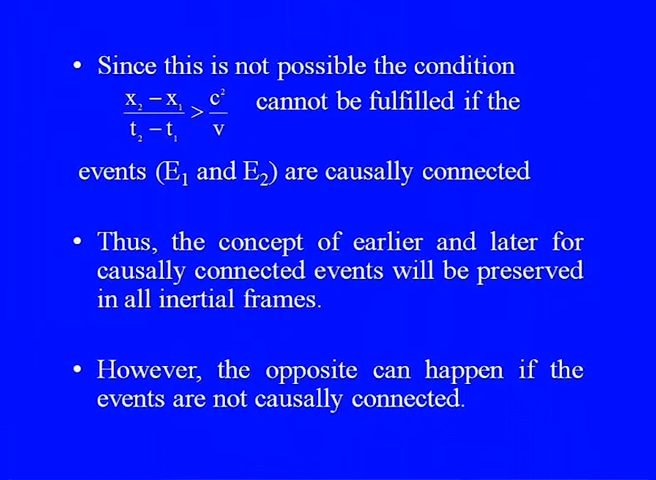 • Since this is not possible the condition
(x₂ − x₁)/(t₂ − t₁) > c²/v cannot be fulfilled if the
events (E₁ and E₂) are causally connected
• Thus, the concept of earlier and later for
causally connected events will be preserved
in all inertial frames.
• However, the opposite can happen if the
events are not causally connected.